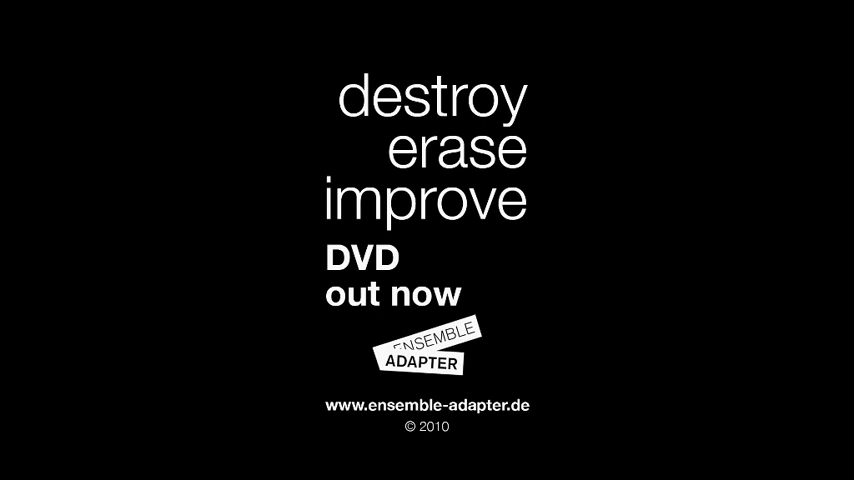 destroy
erase
improve
DVD
out now
ENSEMBLE
ADAPTER
www.ensemble-adapter.de
© 2010